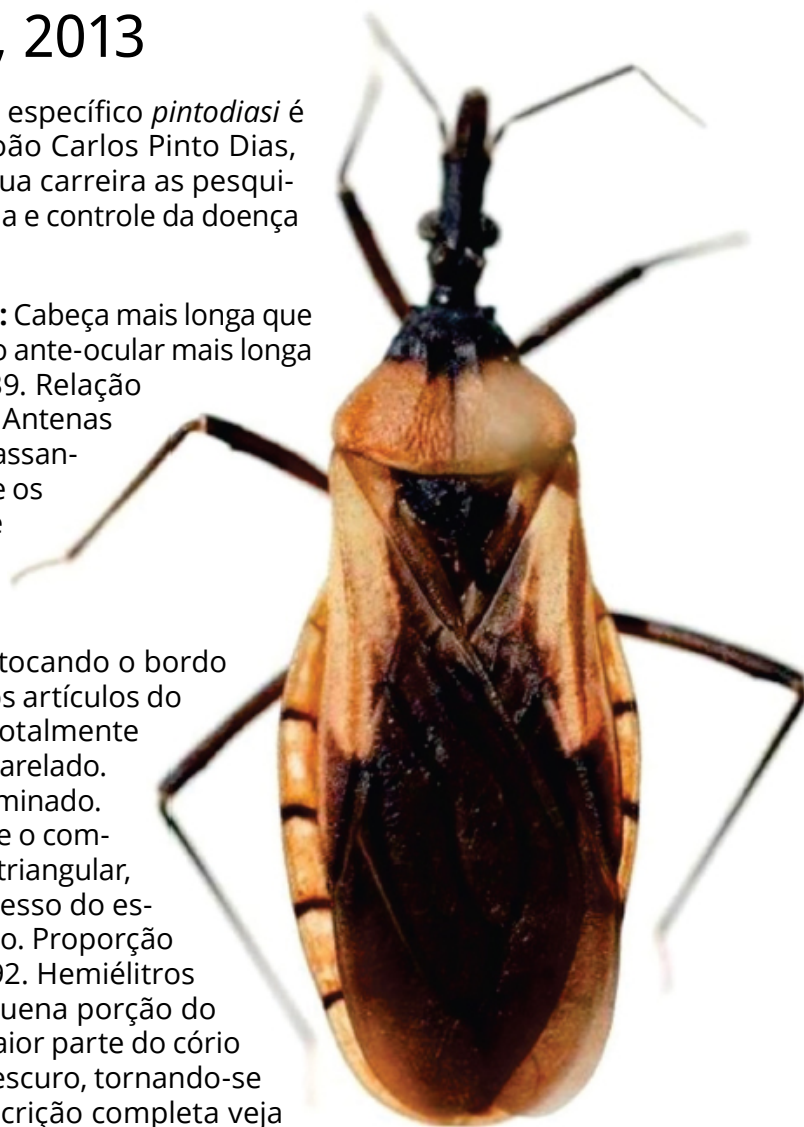 , 2013
específico pintodiasi é
oão Carlos Pinto Dias,
ua carreira as pesqui-
a e controle da doença
: Cabeça mais longa que
o ante-ocular mais longa
39. Relação
Antenas
assan-
e os
e
tocando o bordo
os artículos do
otalmente
arelado.
minado.
e o com-
triangular,
esso do es-
o. Proporção
92. Hemiélitros
uena porção do
aior parte do cório
escuro, tornando-se
crição completa veja